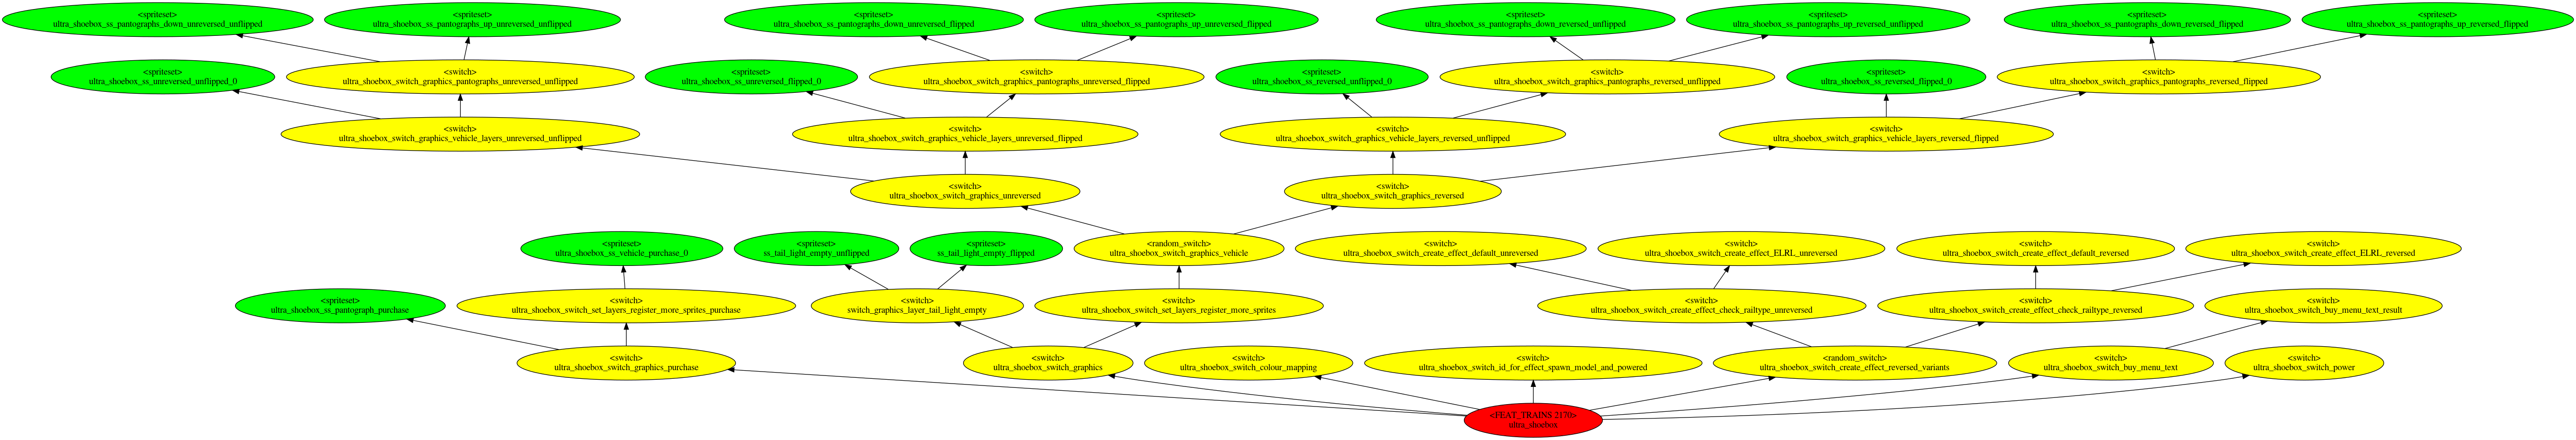 <spriteset>
ultra_shoebox_ss_pantographs_down_unreversed_unflipped
<spriteset>
ultra_shoebox_ss_pantographs_up_unreversed_unflipped
<spriteset>
ultra_shoebox_ss_pantographs_down_unreversed_flipped
<spriteset>
ultra_shoebox_ss_pantographs_up_unreversed_flipped
<spriteset>
ultra_shoebox_ss_pantographs_down_reversed_unflipped
<spriteset>
ultra_shoebox_ss_pantographs_up_reversed_unflipped
<spriteset>
ultra_shoebox_ss_pantographs_down_reversed_flipped
<spriteset>
ultra_shoebox_ss_pantographs_up_reversed_flipped
<spriteset>
ultra_shoebox_ss_unreversed_unflipped_0
<switch>
ultra_shoebox_switch_graphics_pantographs_unreversed_unflipped
<spriteset>
ultra_shoebox_ss_unreversed_flipped_0
<switch>
ultra_shoebox_switch_graphics_pantographs_unreversed_flipped
<spriteset>
ultra_shoebox_ss_reversed_unflipped_0
<switch>
ultra_shoebox_switch_graphics_pantographs_reversed_unflipped
<spriteset>
ultra_shoebox_ss_reversed_flipped_0
<switch>
ultra_shoebox_switch_graphics_pantographs_reversed_flipped
<switch>
ultra_shoebox_switch_graphics_vehicle_layers_unreversed_unflipped
<switch>
ultra_shoebox_switch_graphics_vehicle_layers_unreversed_flipped
<switch>
ultra_shoebox_switch_graphics_vehicle_layers_reversed_unflipped
<switch>
ultra_shoebox_switch_graphics_vehicle_layers_reversed_flipped
<switch>
ultra_shoebox_switch_graphics_unreversed
<switch>
ultra_shoebox_switch_graphics_reversed
<spriteset>
ultra_shoebox_ss_vehicle_purchase_0
<spriteset>
ss_tail_light_empty_unflipped
<spriteset>
ss_tail_light_empty_flipped
<random_switch>
ultra_shoebox_switch_graphics_vehicle
<switch>
ultra_shoebox_switch_create_effect_default_unreversed
<switch>
ultra_shoebox_switch_create_effect_ELRL_unreversed
<switch>
ultra_shoebox_switch_create_effect_default_reversed
<switch>
ultra_shoebox_switch_create_effect_ELRL_reversed
<spriteset>
ultra_shoebox_ss_pantograph_purchase
<switch>
ultra_shoebox_switch_set_layers_register_more_sprites_purchase
<switch>
switch_graphics_layer_tail_light_empty
<switch>
ultra_shoebox_switch_set_layers_register_more_sprites
<switch>
ultra_shoebox_switch_create_effect_check_railtype_unreversed
<switch>
ultra_shoebox_switch_create_effect_check_railtype_reversed
<switch>
ultra_shoebox_switch_buy_menu_text_result
<switch>
ultra_shoebox_switch_graphics_purchase
<switch>
ultra_shoebox_switch_graphics
<switch>
ultra_shoebox_switch_colour_mapping
<switch>
ultra_shoebox_switch_id_for_effect_spawn_model_and_powered
<random_switch>
ultra_shoebox_switch_create_effect_reversed_variants
<switch>
ultra_shoebox_switch_buy_menu_text
<switch>
ultra_shoebox_switch_power
<FEAT_TRAINS 2170>
ultra_shoebox